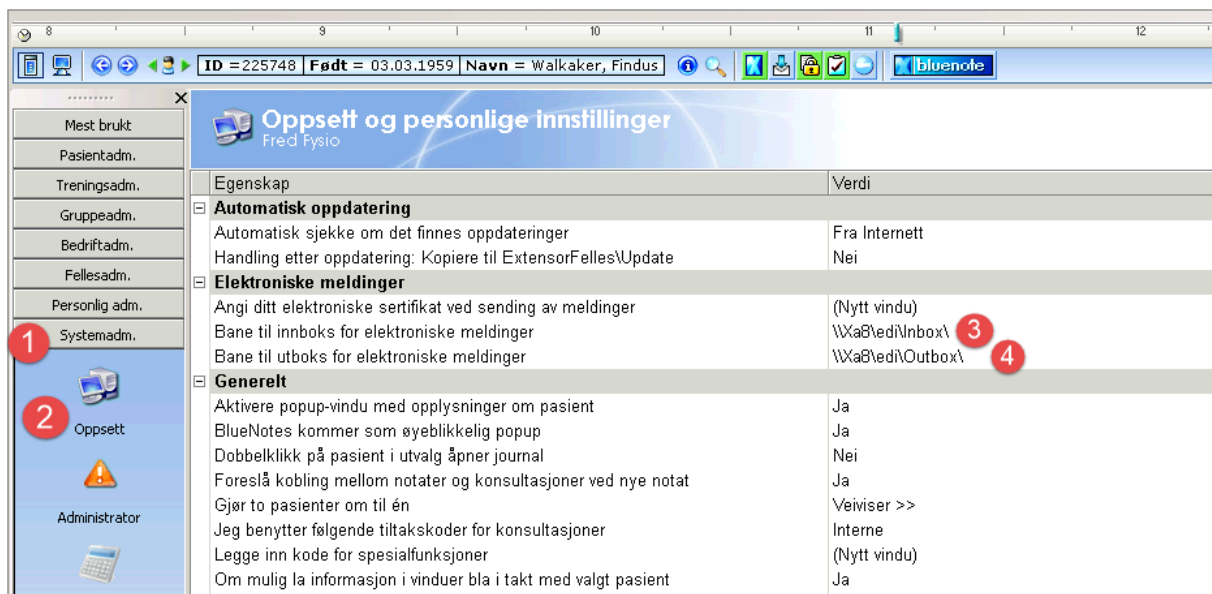 8 9 10 11 12
ID =225748 Født = 03.03.1959 Navn = Walkaker, Findus bluenote
Mest brukt
Pasientadm.
Treningsadm.
Gruppeadm.
Bedriftadm.
Fellesadm.
Personlig adm.
1 Systemadm.
2 Oppsett
Administrator
Oppsett og personlige innstillinger
Fred Fysio
Egenskap Verdi
Automatisk oppdatering
Automatisk sjekke om det finnes oppdateringer Fra Internett
Handling etter oppdatering: Kopiere til ExtensorFelles\Update Nei
Elektroniske meldinger
Angi ditt elektroniske sertifikat ved sending av meldinger (Nytt vindu)
Bane til innboks for elektroniske meldinger \\Xa8\edi\Inbox\ 3
Bane til utboks for elektroniske meldinger \\Xa8\edi\Outbox\ 4
Generelt
Aktivere popup-vindu med opplysninger om pasient Ja
BlueNotes kommer som øyeblikkelig popup Ja
Dobbelklikk på pasient i utvalg åpner journal Nei
Foreslå kobling mellom notater og konsultasjoner ved nye notat Ja
Gjør to pasienter om til én Veiviser >>
Jeg benytter følgende tiltakskoder for konsultasjoner Interne
Legge inn kode for spesialfunksjoner (Nytt vindu)
Om mulig la informasjon i vinduer bla i takt med valgt pasient Ja